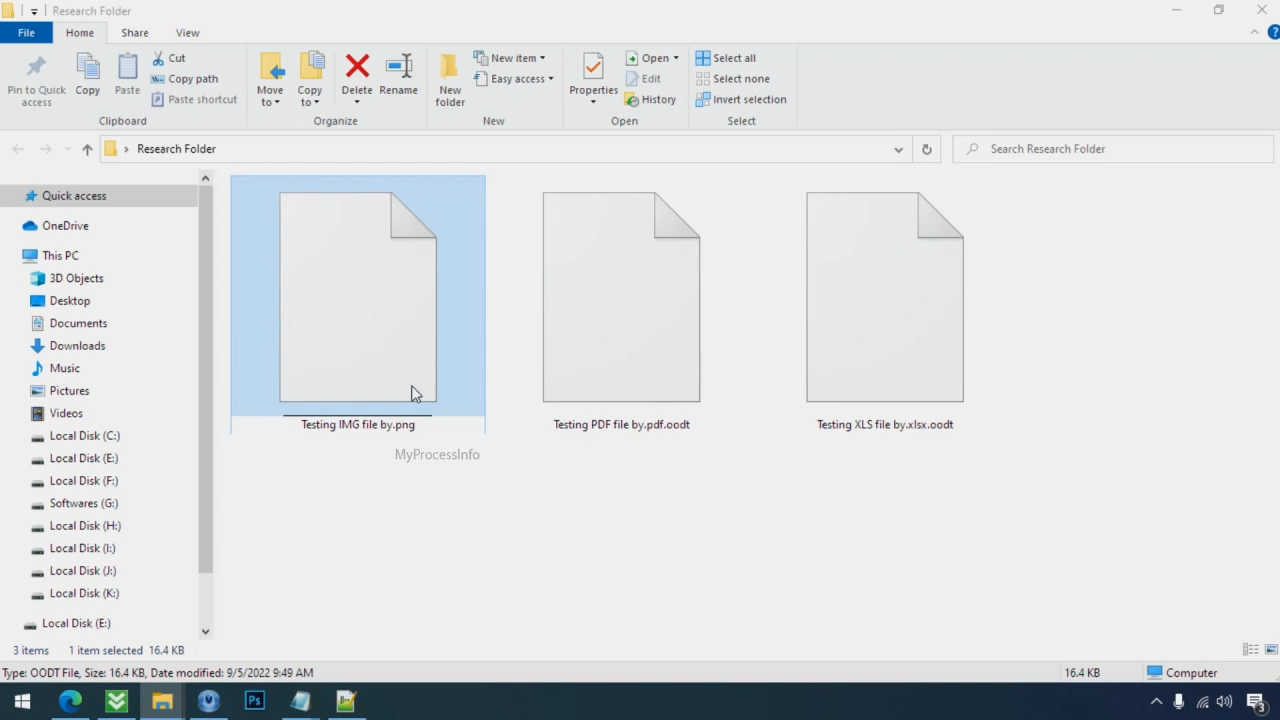 Research Folder
File Home Share View
Pin to Quick access
Copy
Paste
Cut
Copy path
Paste shortcut
Clipboard
Move to
Copy to
Delete
Rename
Organize
New folder
New item
Easy access
New
Properties
Open
Edit
History
Open
Select all
Select none
Invert selection
Select
Research Folder
Search Research Folder
Quick access
OneDrive
This PC
3D Objects
Desktop
Documents
Downloads
Music
Pictures
Videos
Local Disk (C:)
Local Disk (E:)
Local Disk (F:)
Softwares (G:)
Local Disk (H:)
Local Disk (I:)
Local Disk (J:)
Local Disk (K:)
Local Disk (E:)
Testing IMG file by.png
Testing PDF file by.pdf.oodt
Testing XLS file by.xlsx.oodt
MyProcessInfo
3 items 1 item selected 16.4 KB
Type: OODT File, Size: 16.4 KB, Date modified: 9/5/2022 9:49 AM
16.4 KB
Computer
Ps
3